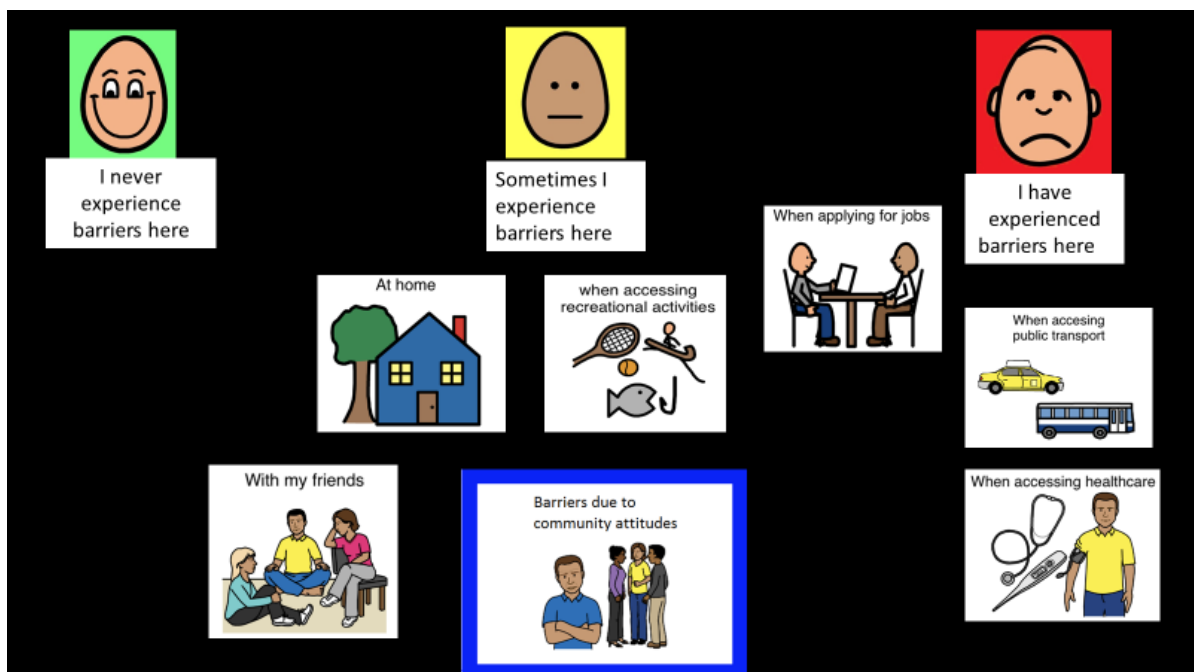 I never
experience
barriers here
Sometimes I
experience
barriers here
I have
experienced
barriers here
When applying for jobs
At home
when accessing
recreational activities
When accesing
public transport
With my friends
Barriers due to
community attitudes
When accessing healthcare